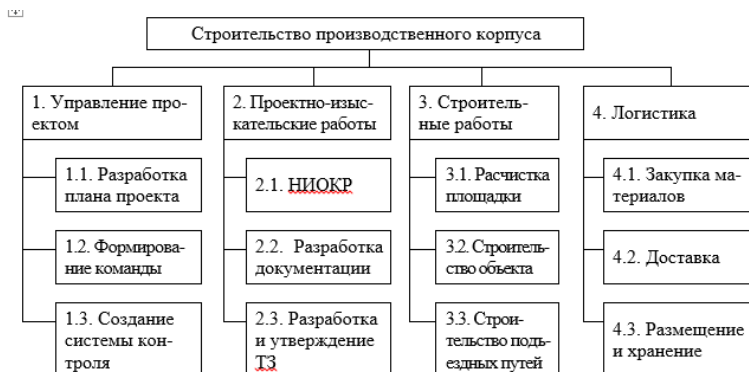 Строительство производственного корпуса
1. Управление про-
ектом
1.1. Разработка
плана проекта
1.2. Формирова-
ние команды
1.3. Создание
системы кон-
троля
2. Проектно-изыс-
кательские работы
2.1. НИОКР
2.2. Разработка
документации
2.3. Разработка
и утверждение
ТЗ
3. Строитель-
ные работы
3.1. Расчистка
площадки
3.2. Строитель-
ство объекта
3.3. Строи-
тельство подъ-
ездных путей
4. Логистика
4.1. Закупка ма-
териалов
4.2. Доставка
4.3. Размещение
и хранение